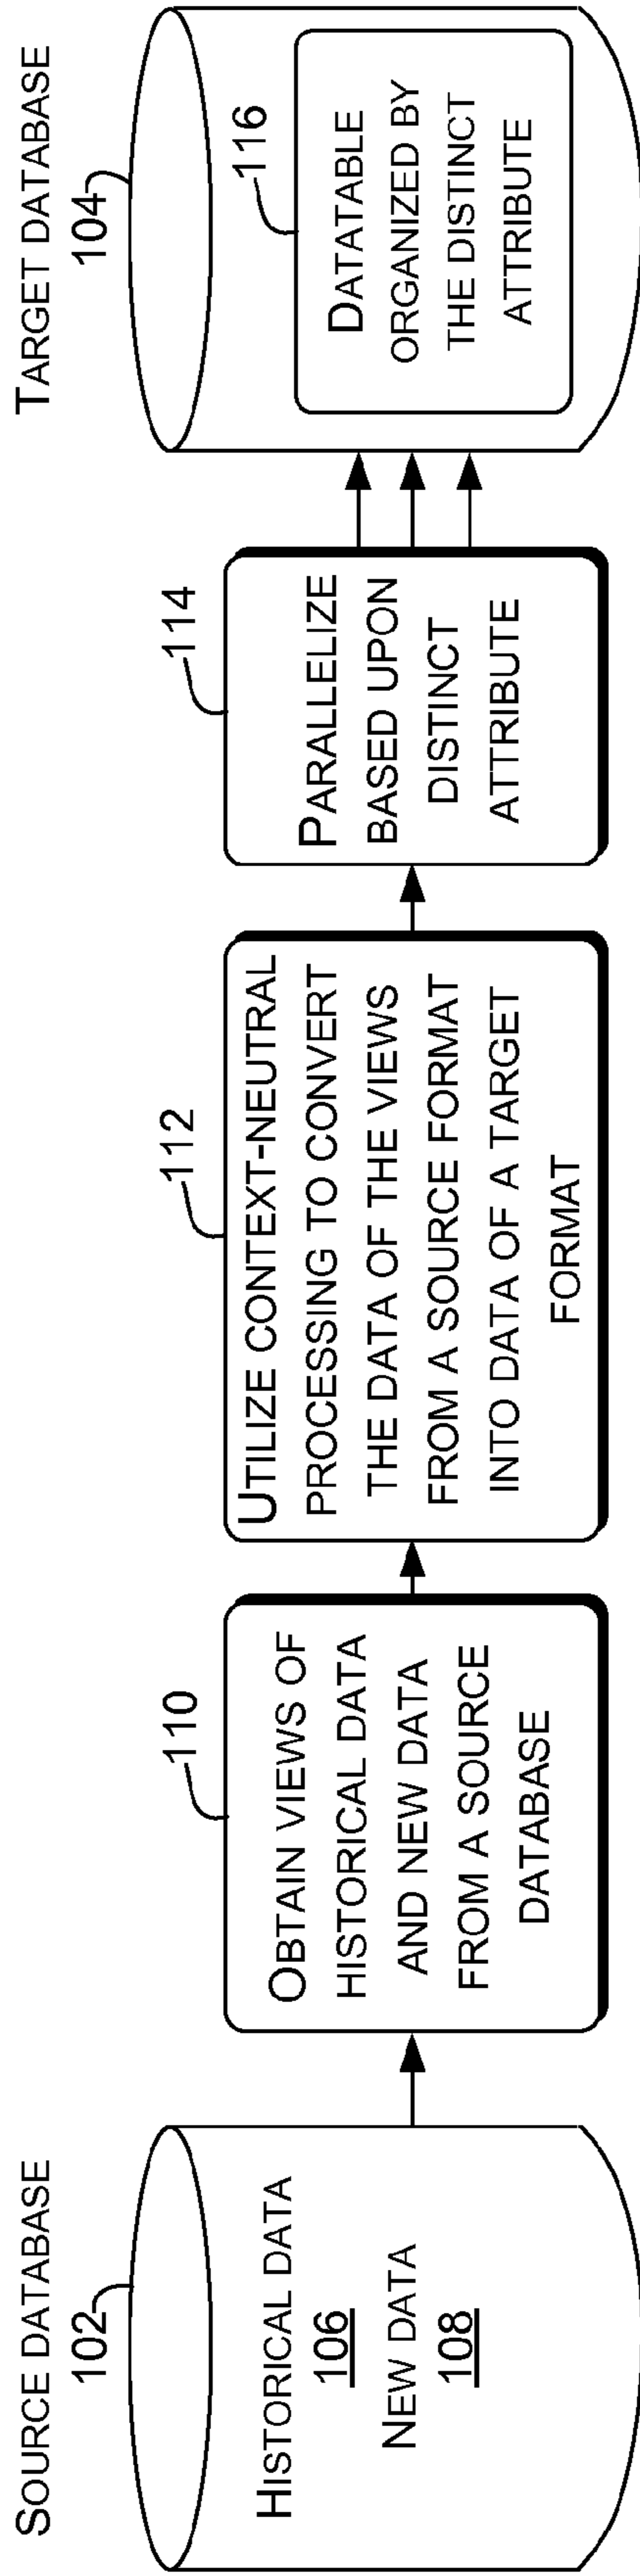 SOURCE DATABASE
102
HISTORICAL DATA
106
NEW DATA
108
110
OBTAIN VIEWS OF
HISTORICAL DATA
AND NEW DATA
FROM A SOURCE
DATABASE
112
UTILIZE CONTEXT-NEUTRAL
PROCESSING TO CONVERT
THE DATA OF THE VIEWS
FROM A SOURCE FORMAT
INTO DATA OF A TARGET
FORMAT
114
PARALLELIZE
BASED UPON
DISTINCT
ATTRIBUTE
TARGET DATABASE
104
116
DATATABLE
ORGANIZED BY
THE DISTINCT
ATTRIBUTE